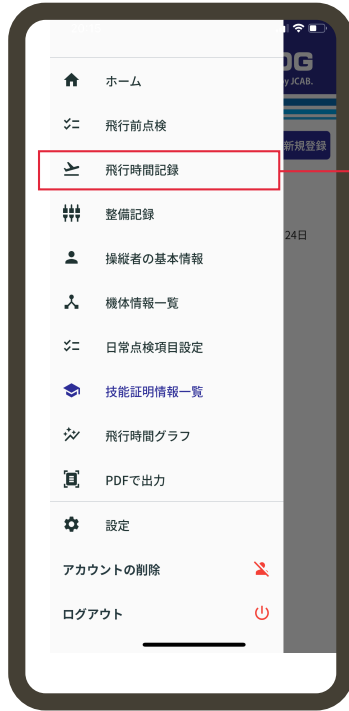 ホーム
飛行前点検
飛行時間記録
整備記録
操縦者の基本情報
機体情報一覧
日常点検項目設定
技能証明情報一覧
飛行時間グラフ
PDFで出力
設定
アカウントの削除
ログアウト
OG
by JCAB.
新規登録
24日